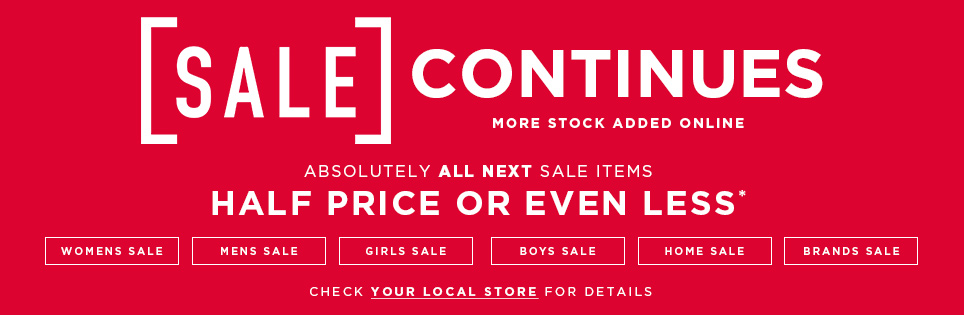 [SALE] CONTINUES
MORE STOCK ADDED ONLINE
ABSOLUTELY ALL NEXT SALE ITEMS
HALF PRICE OR EVEN LESS*
WOMENS SALE MENS SALE GIRLS SALE BOYS SALE HOME SALE BRANDS SALE
CHECK YOUR LOCAL STORE FOR DETAILS